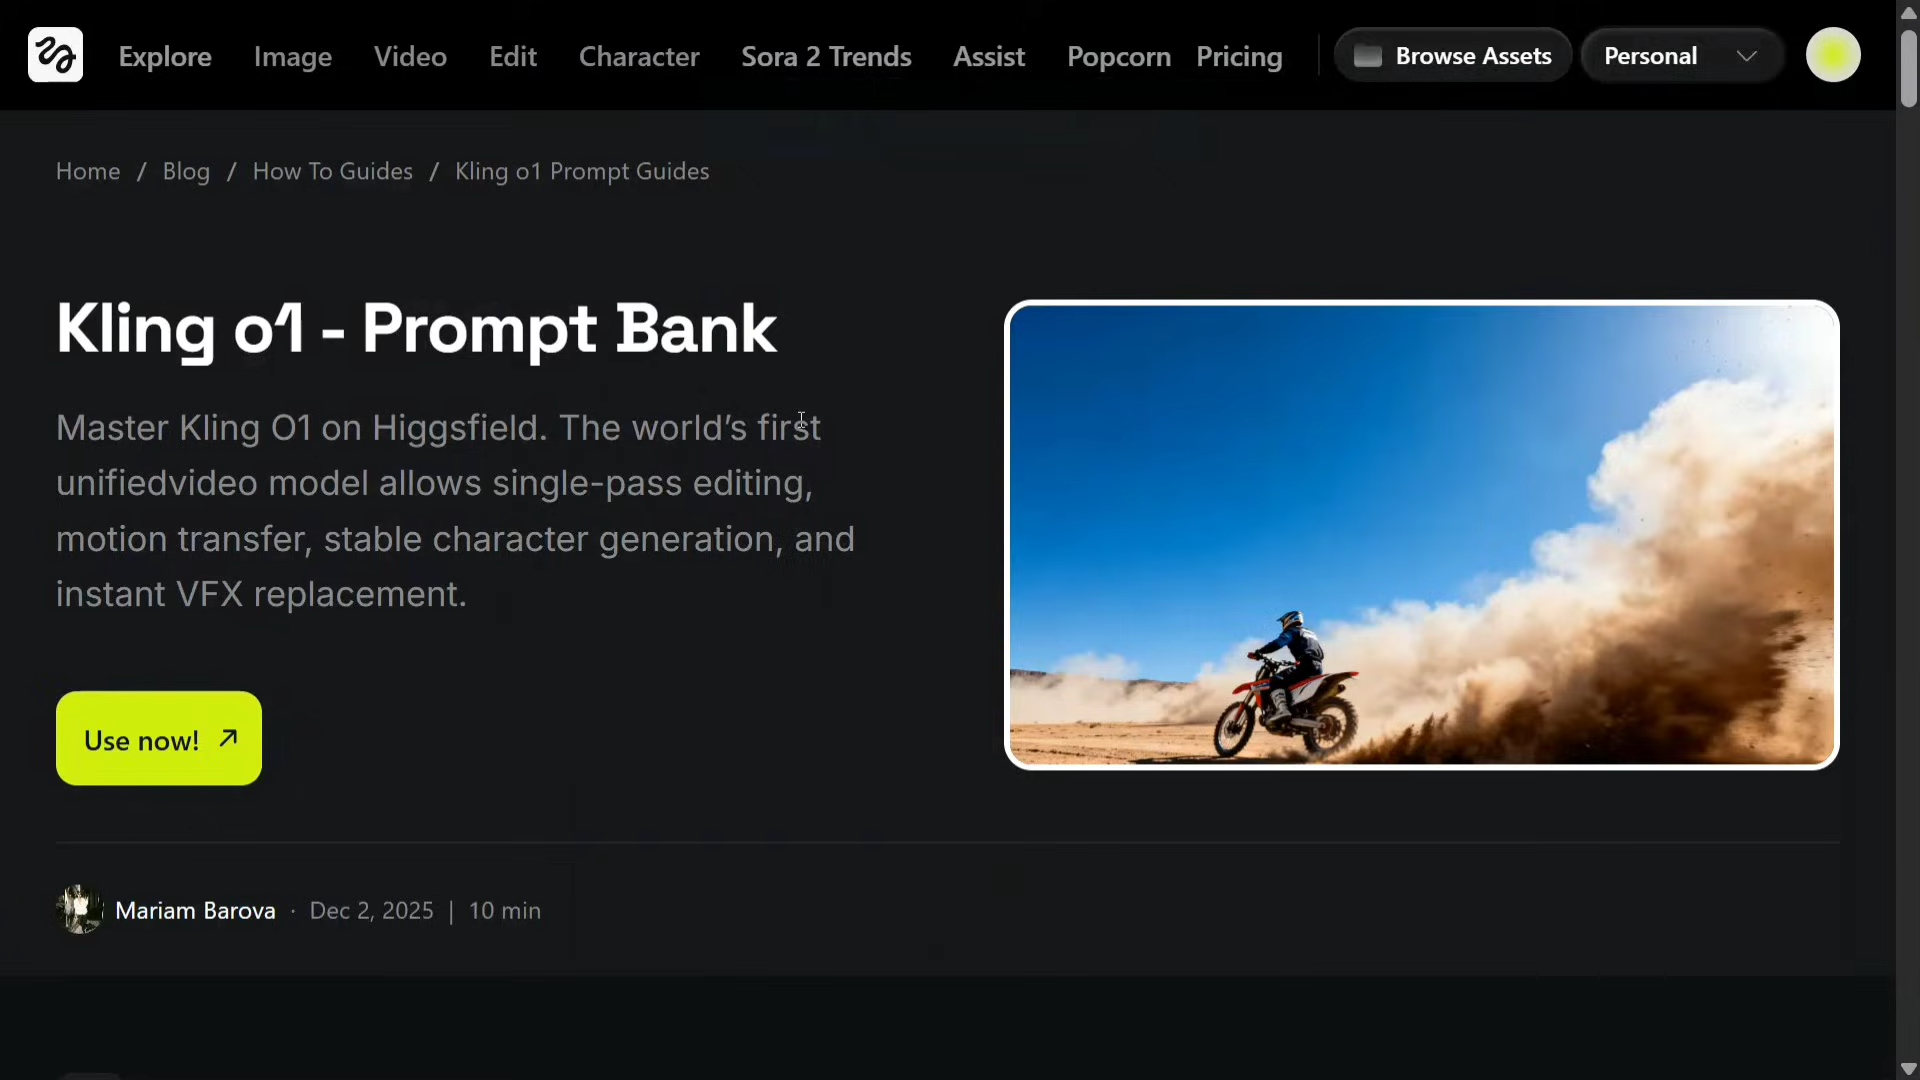 Explore Image Video Edit Character Sora 2 Trends Assist Popcorn Pricing Browse Assets Personal
Home / Blog / How To Guides / Kling o1 Prompt Guides
Kling o1 - Prompt Bank
Master Kling O1 on Higgsfield. The world’s first
unifiedvideo model allows single-pass editing,
motion transfer, stable character generation, and
instant VFX replacement.
Use now!
Mariam Barova · Dec 2, 2025 | 10 min